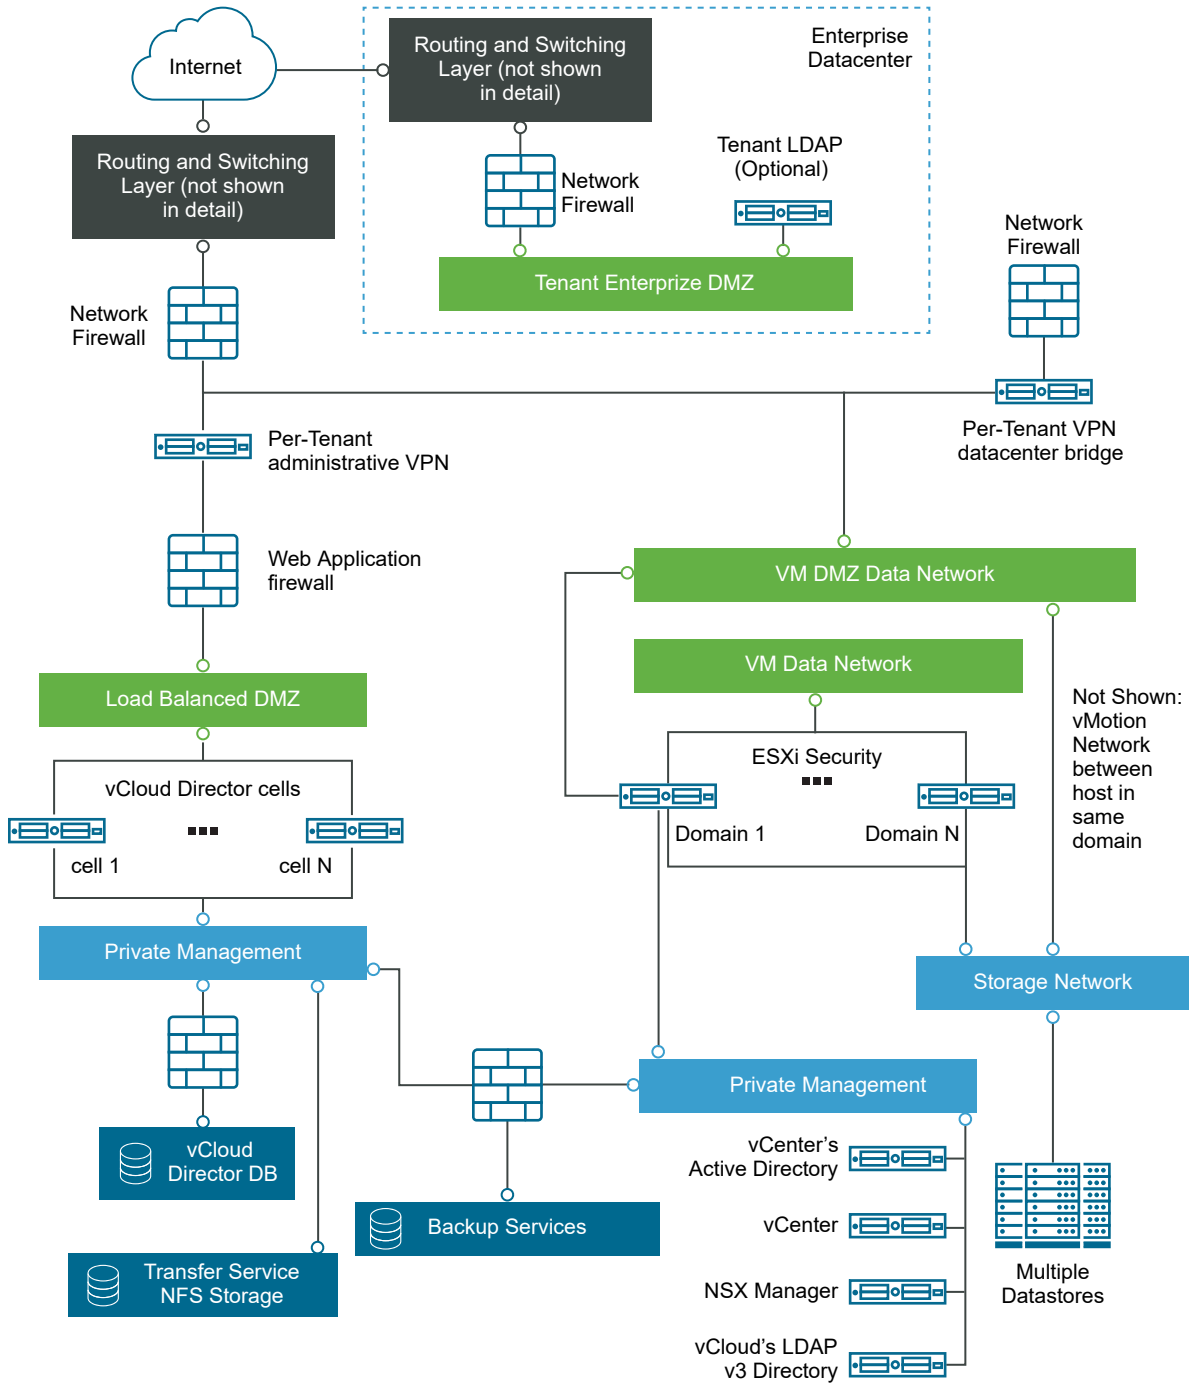 Internet
Routing and Switching
Layer (not shown
in detail)
Enterprise
Datacenter
Routing and Switching
Layer (not shown
in detail)
Network
Firewall
Tenant LDAP
(Optional)
Tenant Enterprize DMZ
Network
Firewall
Network
Firewall
Per-Tenant
administrative VPN
Per-Tenant VPN
datacenter bridge
Web Application
firewall
VM DMZ Data Network
VM Data Network
Load Balanced DMZ
Not Shown:
vMotion
Network
between
host in
same
domain
vCloud Director cells
cell 1
cell N
ESXi Security
Domain 1
Domain N
Private Management
Storage Network
Private Management
vCloud
Director DB
Backup Services
Transfer Service
NFS Storage
vCenter’s
Active Directory
vCenter
NSX Manager
vCloud’s LDAP
v3 Directory
Multiple
Datastores